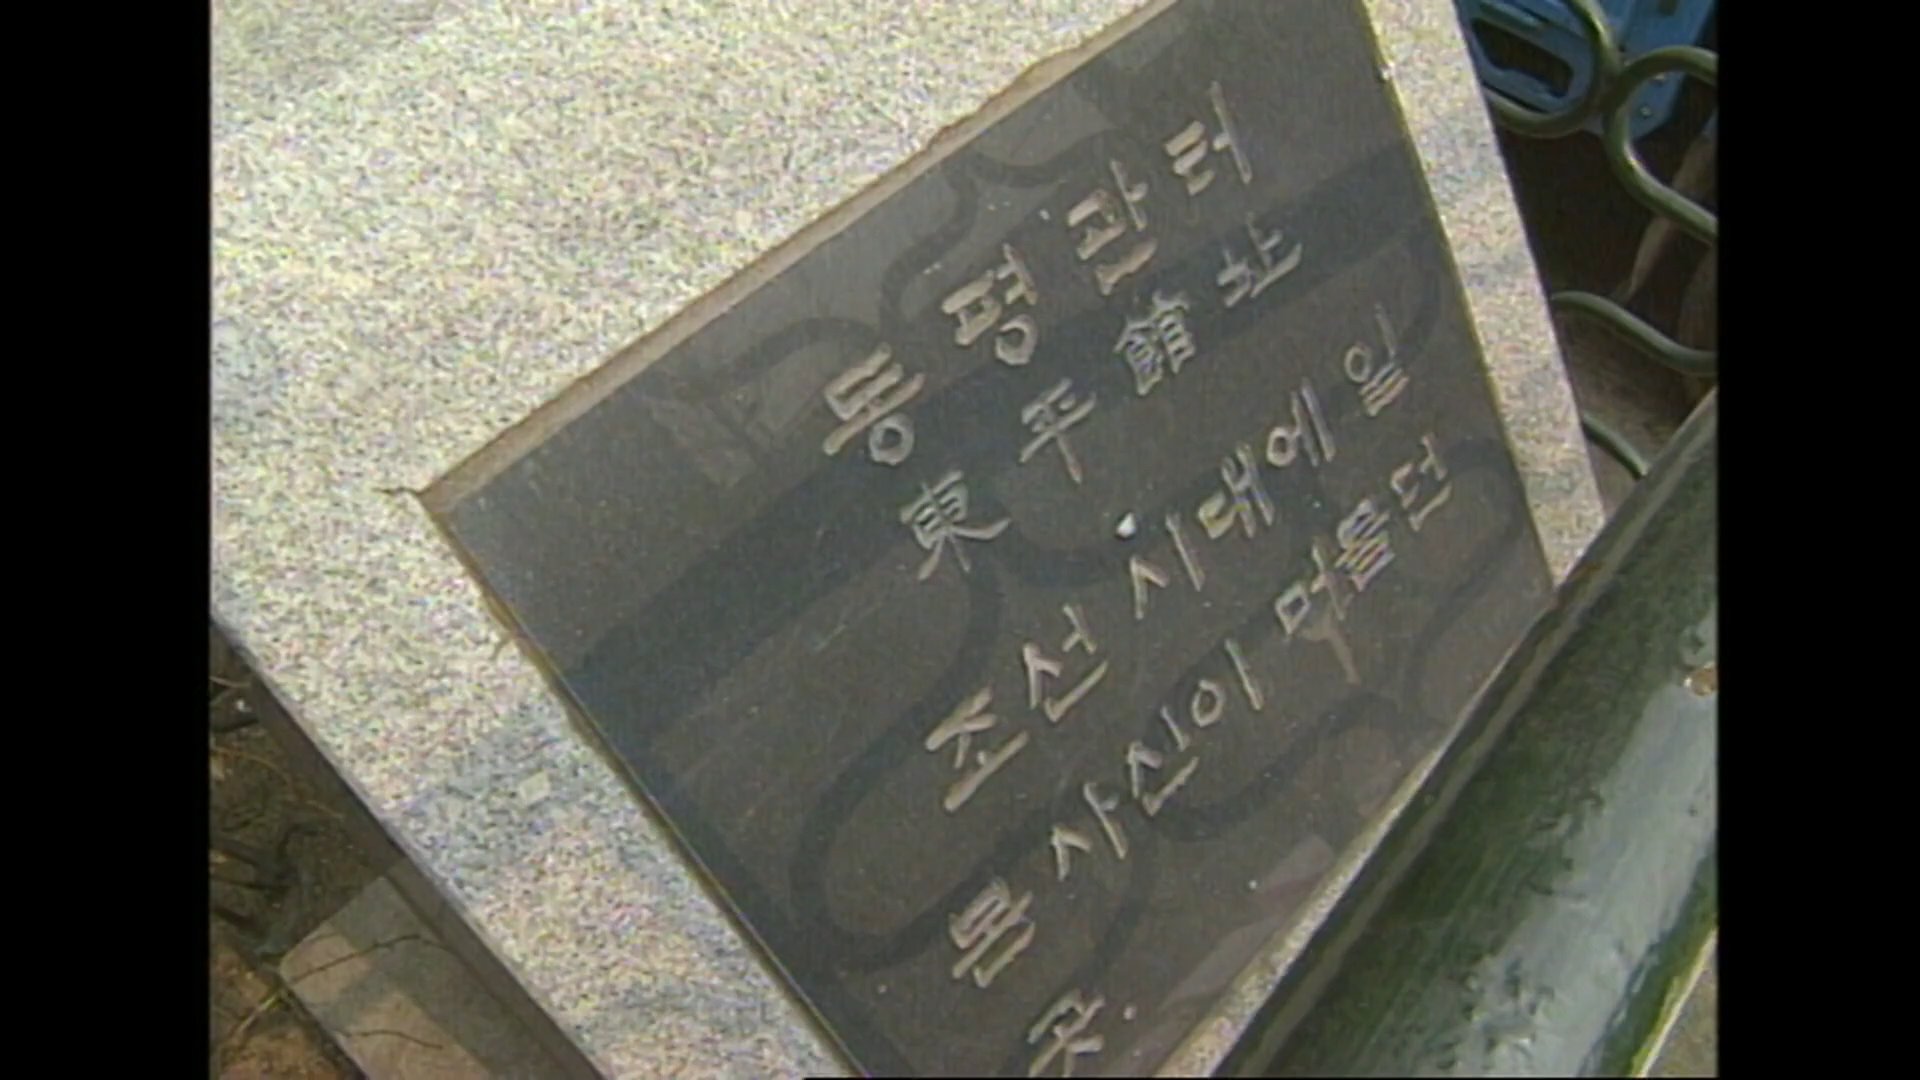 동평관터
東平館址
조선시대에 일
본 사신이 머물던
곳.